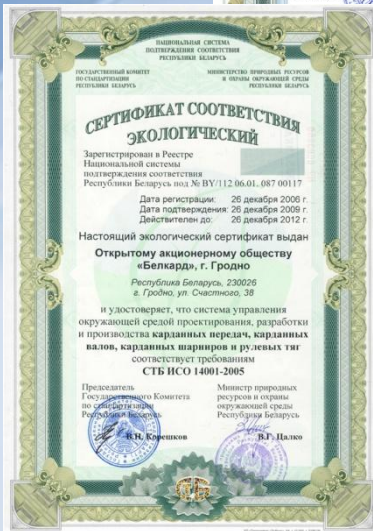 НАЦИОНАЛЬНАЯ СИСТЕМА
ПОДТВЕРЖДЕНИЯ СООТВЕТСТВИЯ
РЕСПУБЛИКИ БЕЛАРУСЬ
ГОСУДАРСТВЕННЫЙ КОМИТЕТ
ПО СТАНДАРТИЗАЦИИ
РЕСПУБЛИКИ БЕЛАРУСЬ
МИНИСТЕРСТВО ПРИРОДНЫХ РЕСУРСОВ
И ОХРАНЫ ОКРУЖАЮЩЕЙ СРЕДЫ
РЕСПУБЛИКИ БЕЛАРУСЬ
СЕРТИФИКАТ СООТВЕТСТВИЯ
ЭКОЛОГИЧЕСКИЙ
Зарегистрирован в Реестре
Национальной системы
подтверждения соответствия
Республики Беларусь под № BY/112 06.01. 087 00117
Дата регистрации: 26 декабря 2006 г.
Дата подтверждения: 26 декабря 2009 г.
Действителен до: 26 декабря 2012 г.
Настоящий экологический сертификат выдан
Открытому акционерному обществу
«Белкард», г. Гродно
Республика Беларусь, 230026
г. Гродно, ул. Счастного, 38
и удостоверяет, что система управления
окружающей средой проектирования, разработки
и производства карданных передач, карданных
валов, карданных шарниров и рулевых тяг
соответствует требованиям
СТБ ИСО 14001-2005
Председатель
Государственного Комитета
по стандартизации
Республики Беларусь
В.Н. Корешков
Министр природных
ресурсов и охраны
окружающей среды
Республики Беларусь
В.Г. Цалко